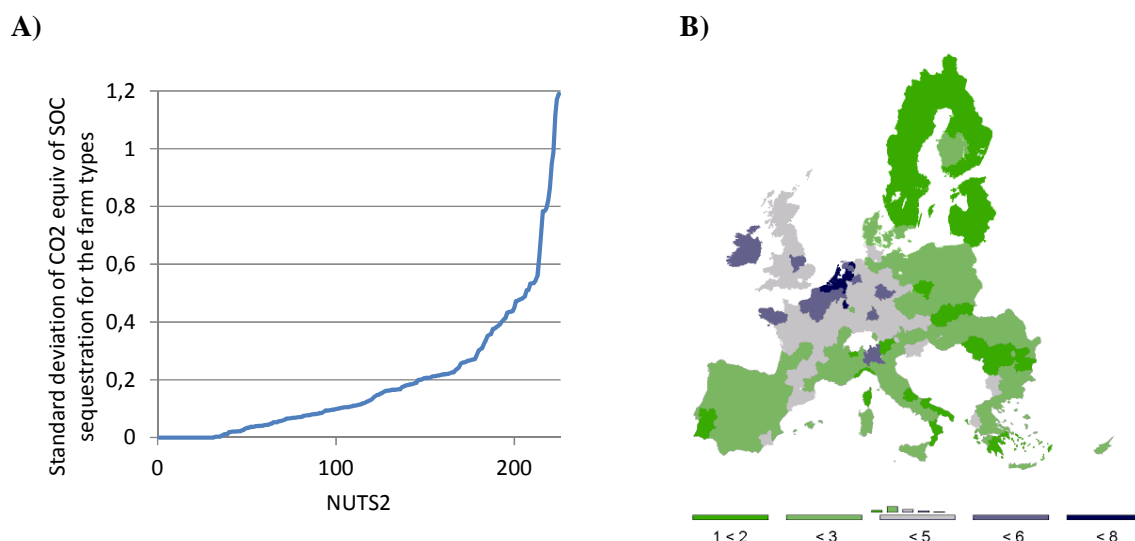 A)
B)
Standard deviation of CO2 equiv of SOC
sequestration for the farm types
1,2
1
0,8
0,6
0,4
0,2
0
0
100
200
NUTS2
1 < 2
< 3
< 5
< 6
< 8